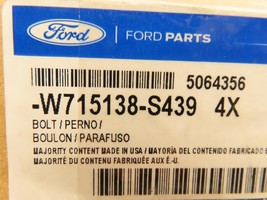 Ford
FORD PARTS
5064356
-W715138-S439 4X
BOLT / PERNO /
BOULON / PARAFUSO
MAJORITY CONTENT MADE IN USA / MAYORÍA DEL CONTENIDO FABRICADO
MAJORITÉ DU CONTENU FABRIQUÉE AUX É.-U.